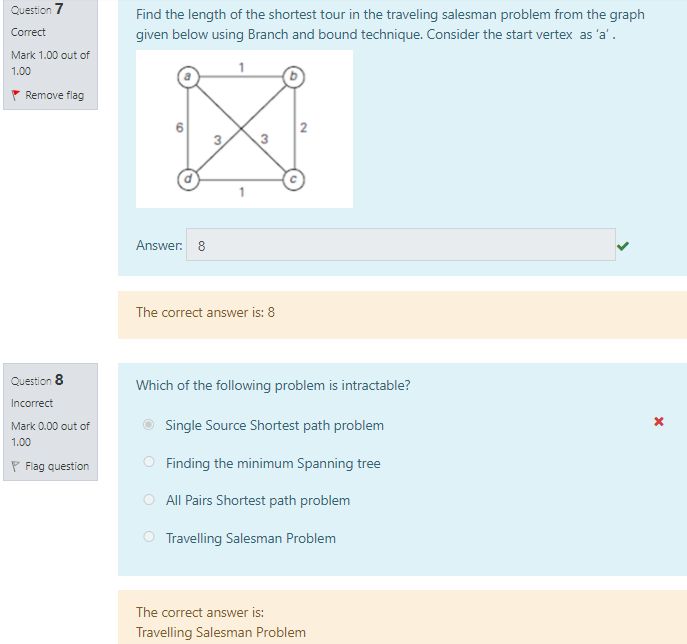 Question 7
Correct
Mark 1.00 out of
1.00
Remove flag
Find the length of the shortest tour in the traveling salesman problem from the graph
given below using Branch and bound technique. Consider the start vertex as 'a' .
a
1
b
6
3
3
2
d
1
c
Answer: 8
The correct answer is: 8
Question 8
Incorrect
Mark 0.00 out of
1.00
Flag question
Which of the following problem is intractable?
Single Source Shortest path problem
Finding the minimum Spanning tree
All Pairs Shortest path problem
Travelling Salesman Problem
The correct answer is:
Travelling Salesman Problem